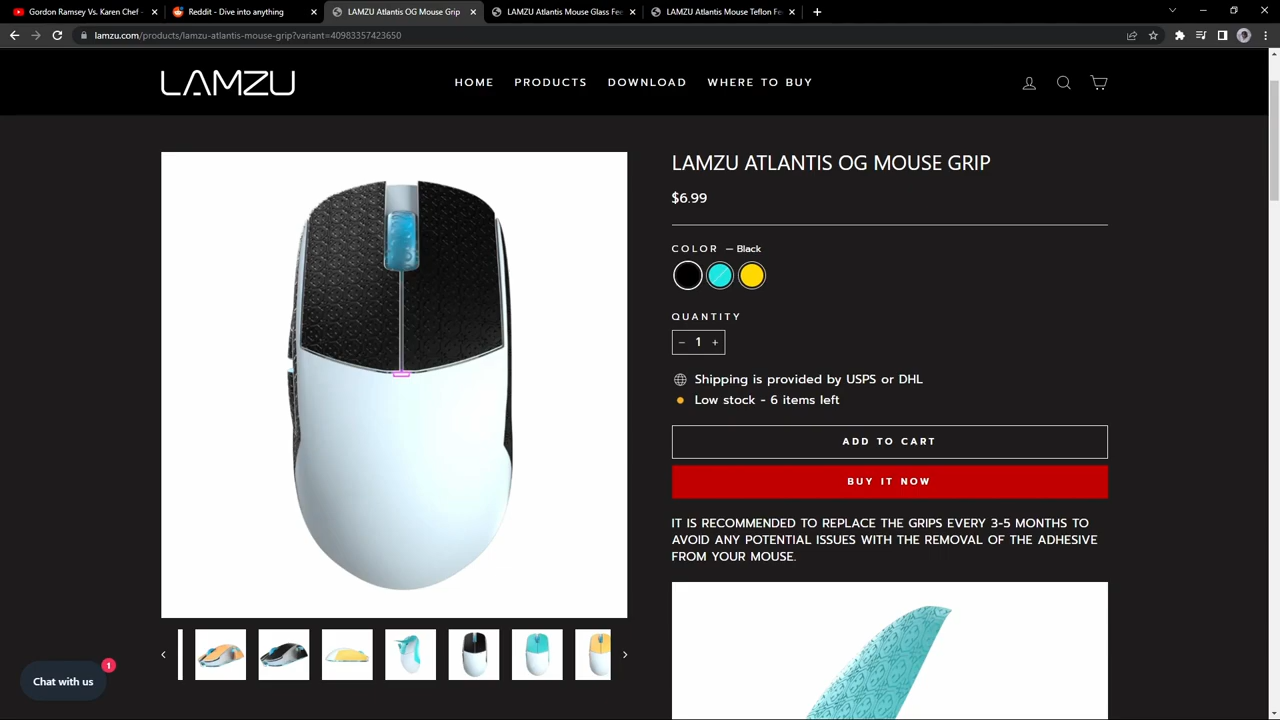 Gordon Ramsey Vs. Karen Chef -
Reddit - Dive into anything
LAMZU Atlantis OG Mouse Grip
LAMZU Atlantis Mouse Glass Fee
LAMZU Atlantis Mouse Teflon Fe
lamzu.com/products/lamzu-atlantis-mouse-grip?variant=40983357423650
LAMZU
HOME
PRODUCTS
DOWNLOAD
WHERE TO BUY
LAMZU ATLANTIS OG MOUSE GRIP
$6.99
COLOR — Black
QUANTITY
− 1 +
Shipping is provided by USPS or DHL
Low stock - 6 items left
ADD TO CART
BUY IT NOW
IT IS RECOMMENDED TO REPLACE THE GRIPS EVERY 3-5 MONTHS TO
AVOID ANY POTENTIAL ISSUES WITH THE REMOVAL OF THE ADHESIVE
FROM YOUR MOUSE.
Chat with us
1